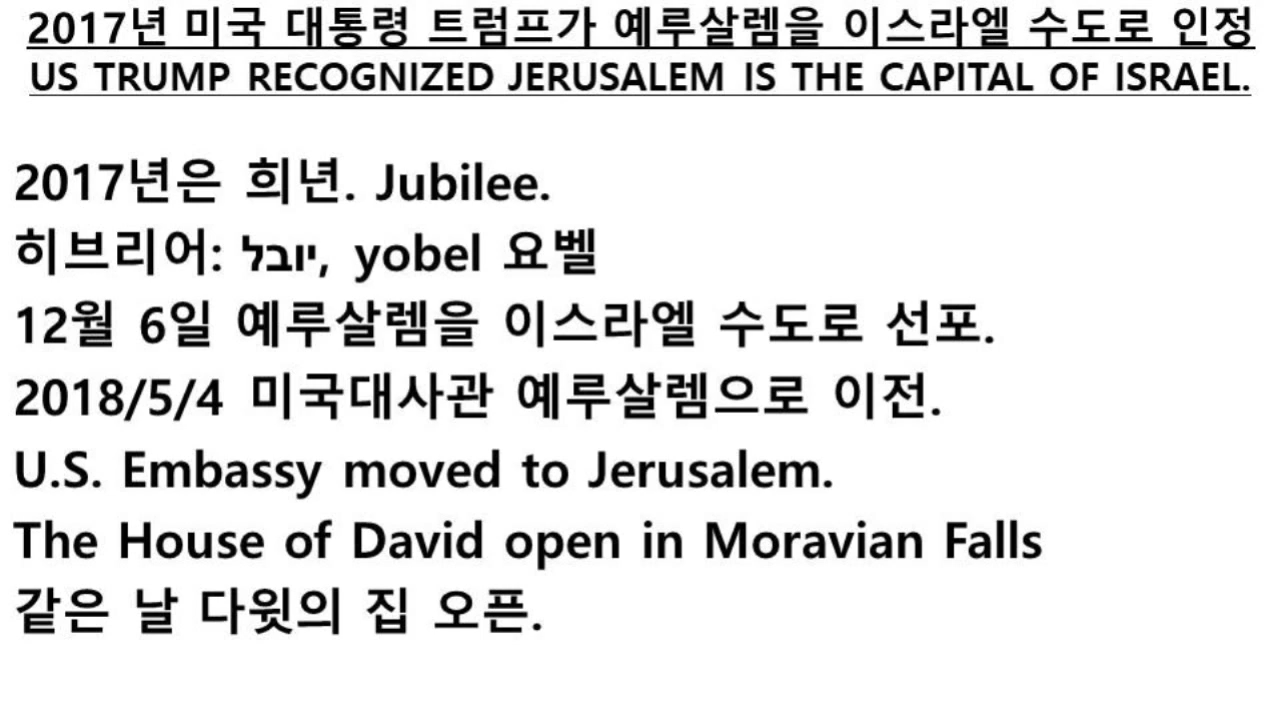 2017년 미국 대통령 트럼프가 예루살렘을 이스라엘 수도로 인정
US TRUMP RECOGNIZED JERUSALEM IS THE CAPITAL OF ISRAEL.
2017년은 희년. Jubilee.
히브리어: יובל, yobel 요벨
12월 6일 예루살렘을 이스라엘 수도로 선포.
2018/5/4 미국대사관 예루살렘으로 이전.
U.S. Embassy moved to Jerusalem.
The House of David open in Moravian Falls
같은 날 다윗의 집 오픈.